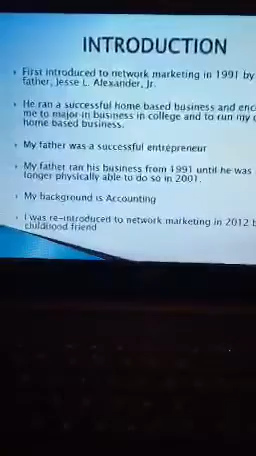 INTRODUCTION
First introduced to network marketing in 1991 by
father, Jesse L. Alexander, Jr.
He ran a successful home based business and enc
me to major in business in college and to run my
home based business.
My father was a successful entrepreneur
My father ran his business from 1991 until he was
longer physically able to do so in 2001.
My background is Accounting
I was re-introduced to network marketing in 2012
childhood friend